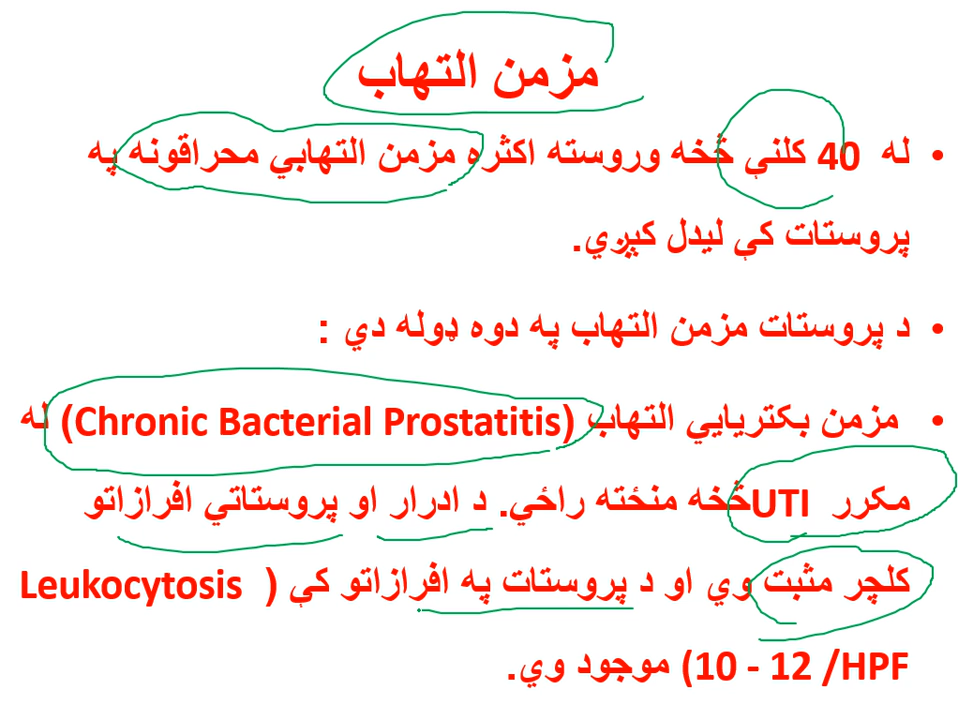 مزمن التهاب
• له 40 کلنۍ څخه وروسته اکثره مزمن التهابي محراقونه په
پروستات کې ليدل کيږي.
• د پروستات مزمن التهاب په دوه ډوله دي :
• مزمن بکتريايي التهاب (Chronic Bacterial Prostatitis) له
مکرر UTI څخه منځته راځي. د ادرار او پروستاتي افرازاتو
کلچر مثبت وي او د پروستات په افرازاتو کې ( Leukocytosis
10 - 12 /HPF) موجود وي.